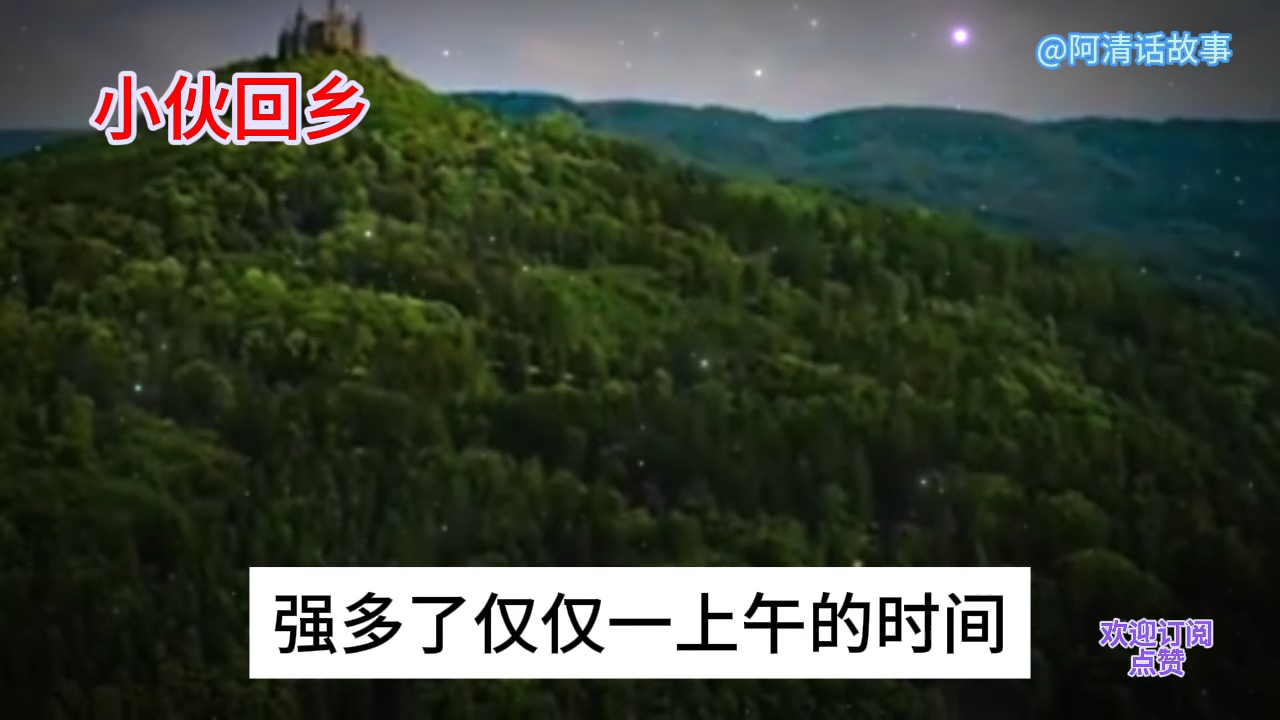 @阿清话故事
小伙回乡
强多了仅仅一上午的时间
欢迎订阅
点赞